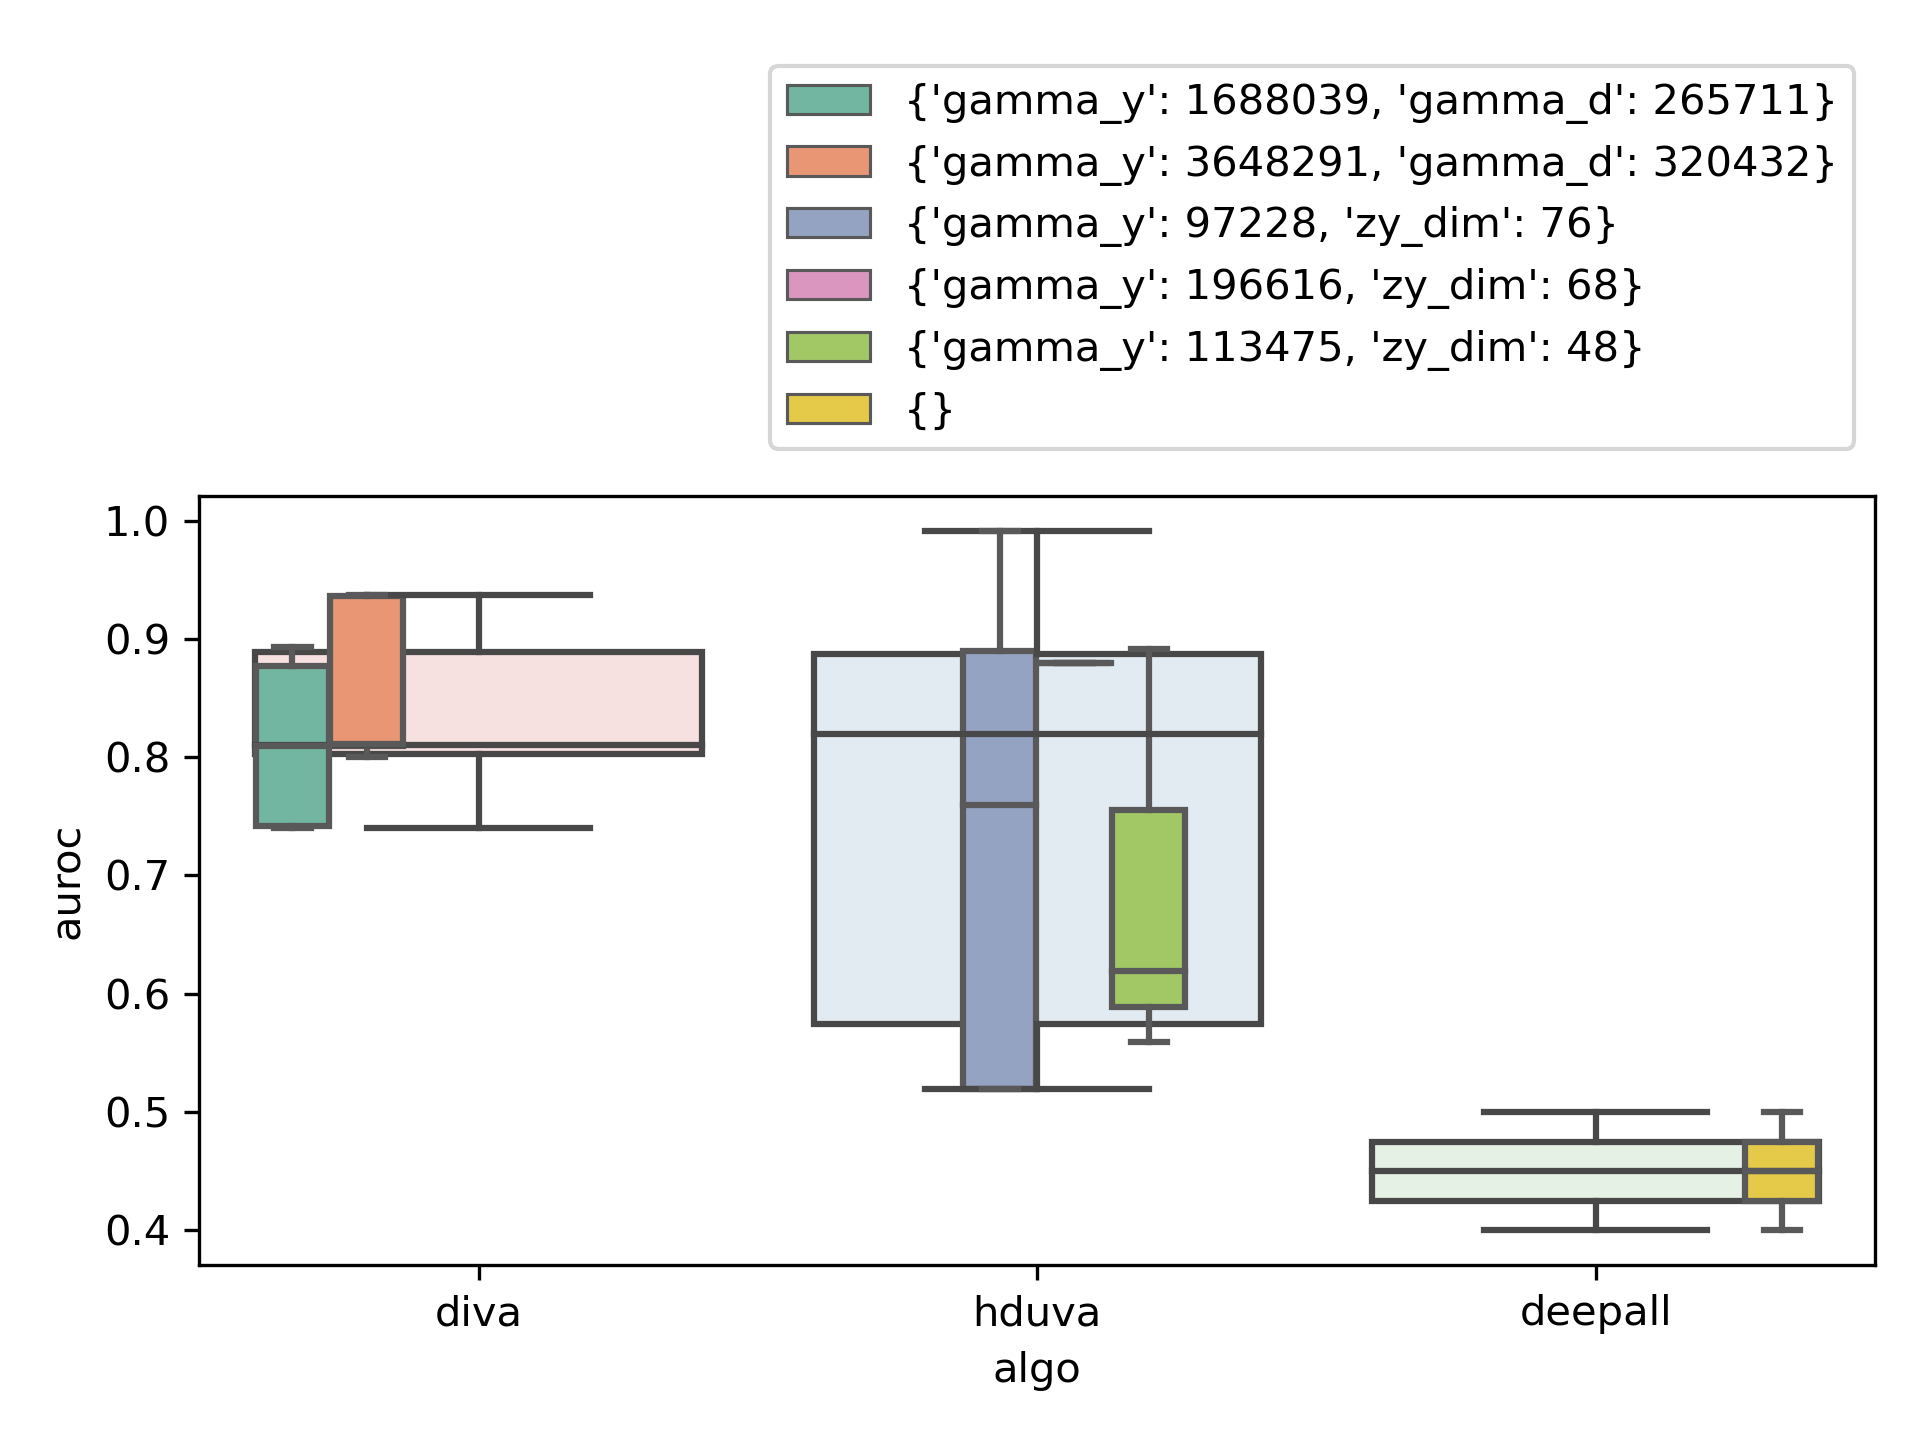 {'gamma_y': 1688039, 'gamma_d': 265711}
{'gamma_y': 3648291, 'gamma_d': 320432}
{'gamma_y': 97228, 'zy_dim': 76}
{'gamma_y': 196616, 'zy_dim': 68}
{'gamma_y': 113475, 'zy_dim': 48}
{}
1.0
0.9
0.8
0.7
0.6
0.5
0.4
auroc
diva
hduva
deepall
algo